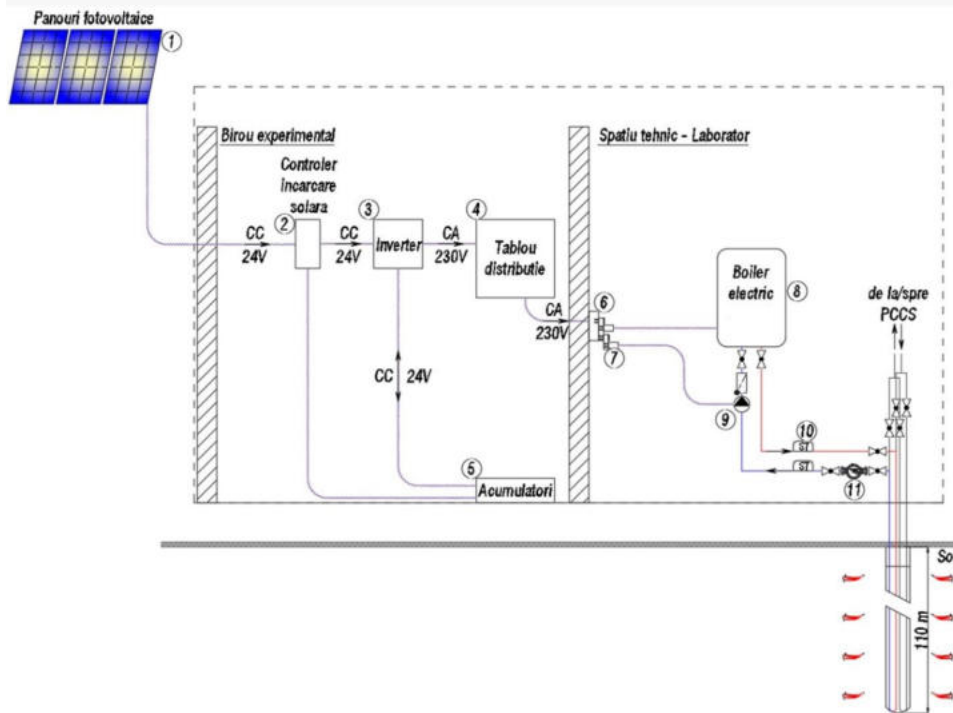 Panouri fotovoltaice
1
Birou experimental
Spatiu tehnic - Laborator
Controler
incarcare
solara
2
3
4
CC
24V
CC
24V
Inverter
CA
230V
Tablou
distributie
CA
230V
6
7
Boiler
electric
8
de la/spre
PCCS
CC 24V
9
10
ST
ST
11
5
Acumulatori
So
110 m